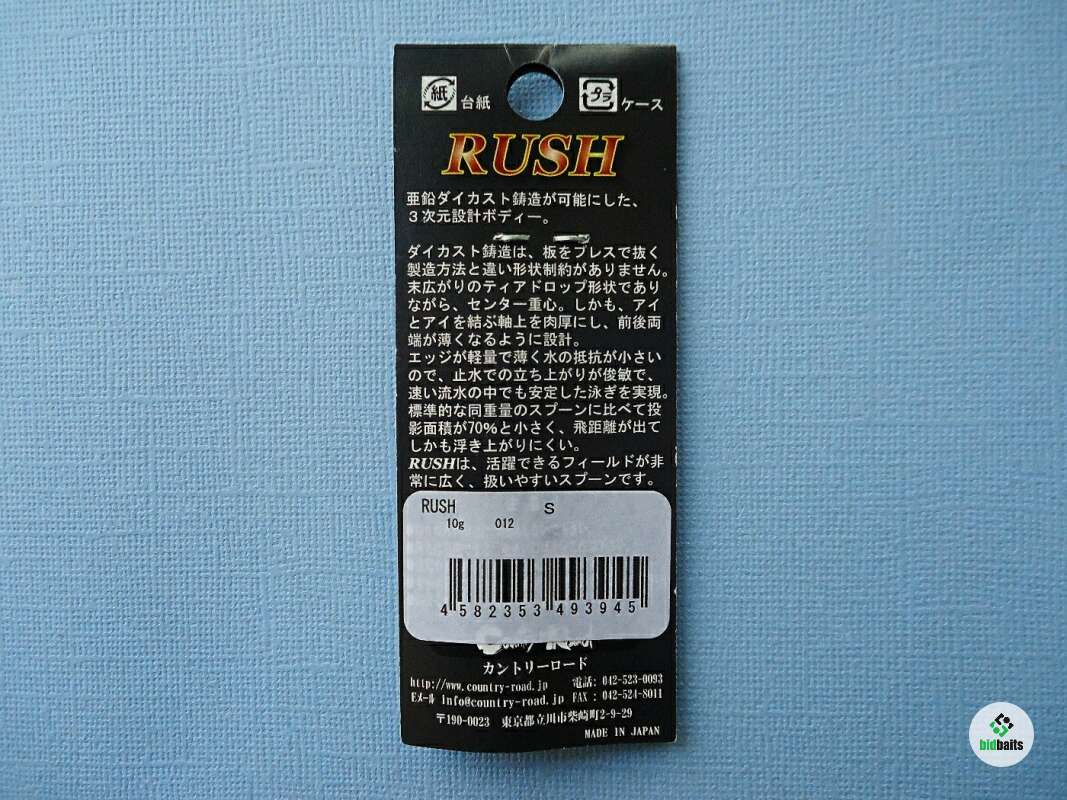 紙 台紙
プラ ケース
RUSH
亜鉛ダイカスト鋳造が可能にした、
3次元設計ボディー。
ダイカスト鋳造は、板をプレスで抜く
製造方法と違い形状制約がありません。
末広がりのティアドロップ形状であり
ながら、センター重心。しかも、アイ
とアイを結ぶ軸上を肉厚にし、前後両
端が薄くなるように設計。
エッジが軽量で薄く水の抵抗が小さい
ので、止水での立ち上がりが俊敏で、
速い流水の中でも安定した泳ぎを実現。
標準的な同重量のスプーンに比べて投
影面積が70%と小さく、飛距離が出て
しかも浮き上がりにくい。
RUSHは、活躍できるフィールドが非
常に広く、扱いやすいスプーンです。
RUSH S
10g 012
4 582353 493945
カントリーロード
http://www.country-road.jp 電話: 042-523-0093
Eメール info@country-road.jp FAX : 042-524-8011
〒190-0023 東京都立川市柴崎町2-9-29
MADE IN JAPAN
bidbaits